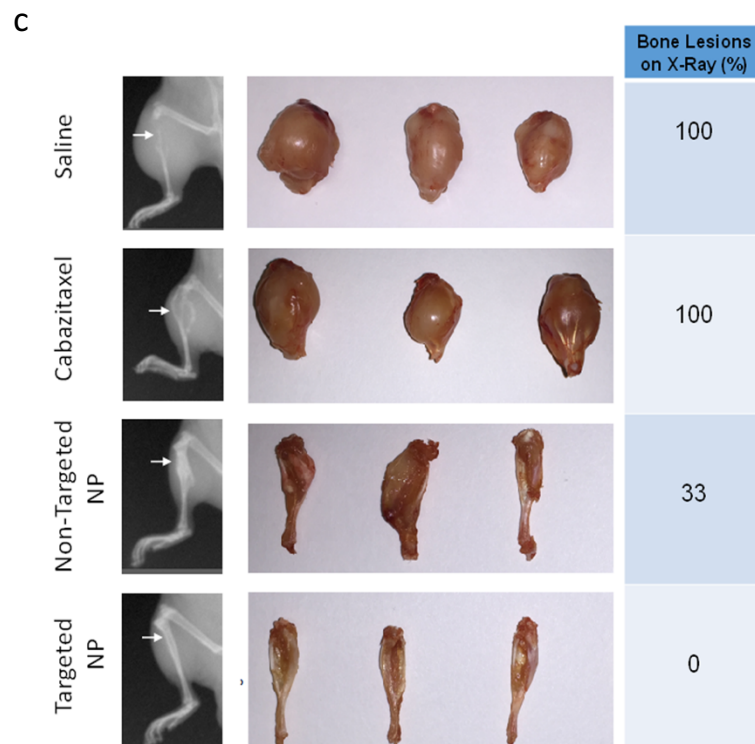 C
Bone Lesions
on X-Ray (%)
Saline
100
Cabazitaxel
100
Non-Targeted
NP
33
Targeted
NP
0